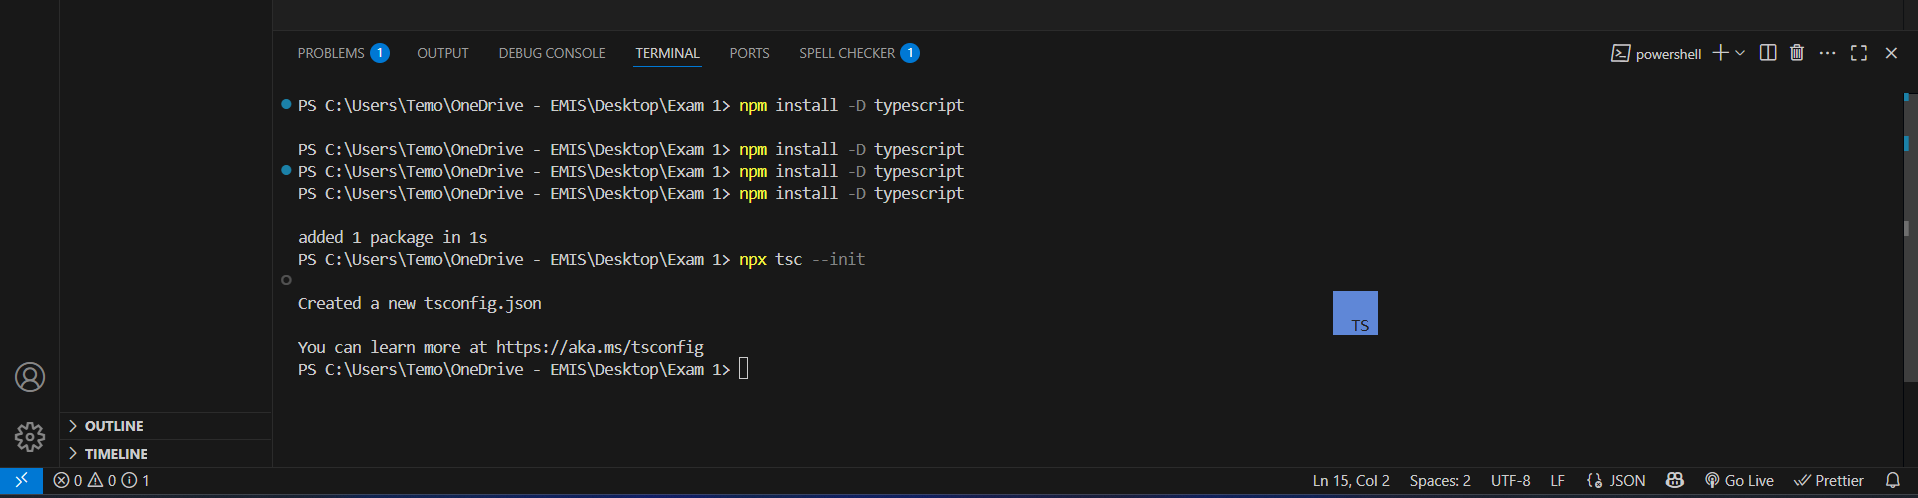 PROBLEMS 1 OUTPUT DEBUG CONSOLE TERMINAL PORTS SPELL CHECKER 1 powershell
PS C:\Users\Temo\OneDrive - EMIS\Desktop\Exam 1> npm install -D typescript
PS C:\Users\Temo\OneDrive - EMIS\Desktop\Exam 1> npm install -D typescript
PS C:\Users\Temo\OneDrive - EMIS\Desktop\Exam 1> npm install -D typescript
PS C:\Users\Temo\OneDrive - EMIS\Desktop\Exam 1> npm install -D typescript
added 1 package in 1s
PS C:\Users\Temo\OneDrive - EMIS\Desktop\Exam 1> npx tsc --init
Created a new tsconfig.json
TS
You can learn more at https://aka.ms/tsconfig
PS C:\Users\Temo\OneDrive - EMIS\Desktop\Exam 1>
OUTLINE
TIMELINE
0 0 1 Ln 15, Col 2 Spaces: 2 UTF-8 LF JSON Go Live Prettier